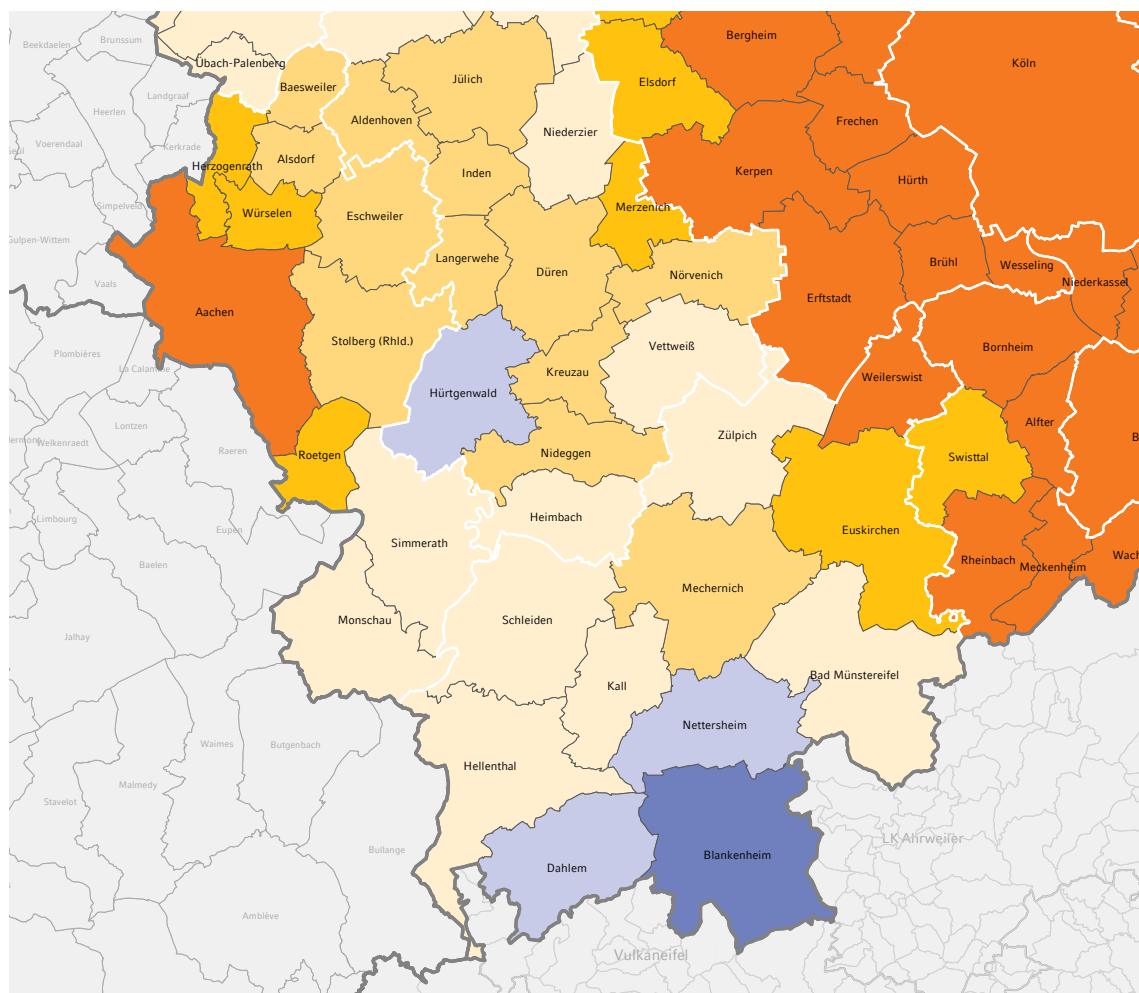 Brunssum
Beekdaelen
Bergheim
Übach-Palenberg
Köln
Jülich
Elsdorf
Baesweiler
Landgraaf
Heerlen
Aldenhoven
Frechen
Niederzier
Voerendaal
Kerkrade
Alsdorf
Herzogenrath
Inden
Kerpen
Hürth
Simpelveld
Merzenich
Würselen
Eschweiler
Gulpen-Wittem
Langerwehe
Brühl
Wesseling
Düren
Nörvenich
Vaals
Niederkassel
Erftstadt
Aachen
Stolberg (Rhld.)
Vettweiß
Bornheim
Plombières
La Calamine
Kreuzau
Weilerswist
Hürtgenwald
Alfter
Lontzen
Zülpich
Welkenraedt
Raeren
Nideggen
Roetgen
Swisttal
Heimbach
Limbourg
Eupen
Euskirchen
Simmerath
Wach
Rheinbach
Baelen
Meckenheim
Mechernich
Monschau
Schleiden
Jalhay
Bad Münstereifel
Kall
Nettersheim
Waimes
Butgenbach
Hellenthal
Malmedy
Stavelot
LK Ahrweiler
Bullange
Blankenheim
Dahlem
Amblève
Vulkaneifel